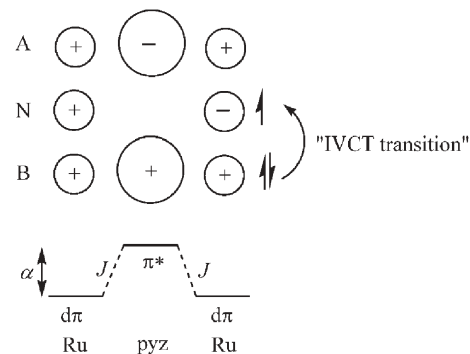 A + − +
N + −
"IVCT transition"
B + + +
α J π* J
dπ dπ
Ru pyz Ru